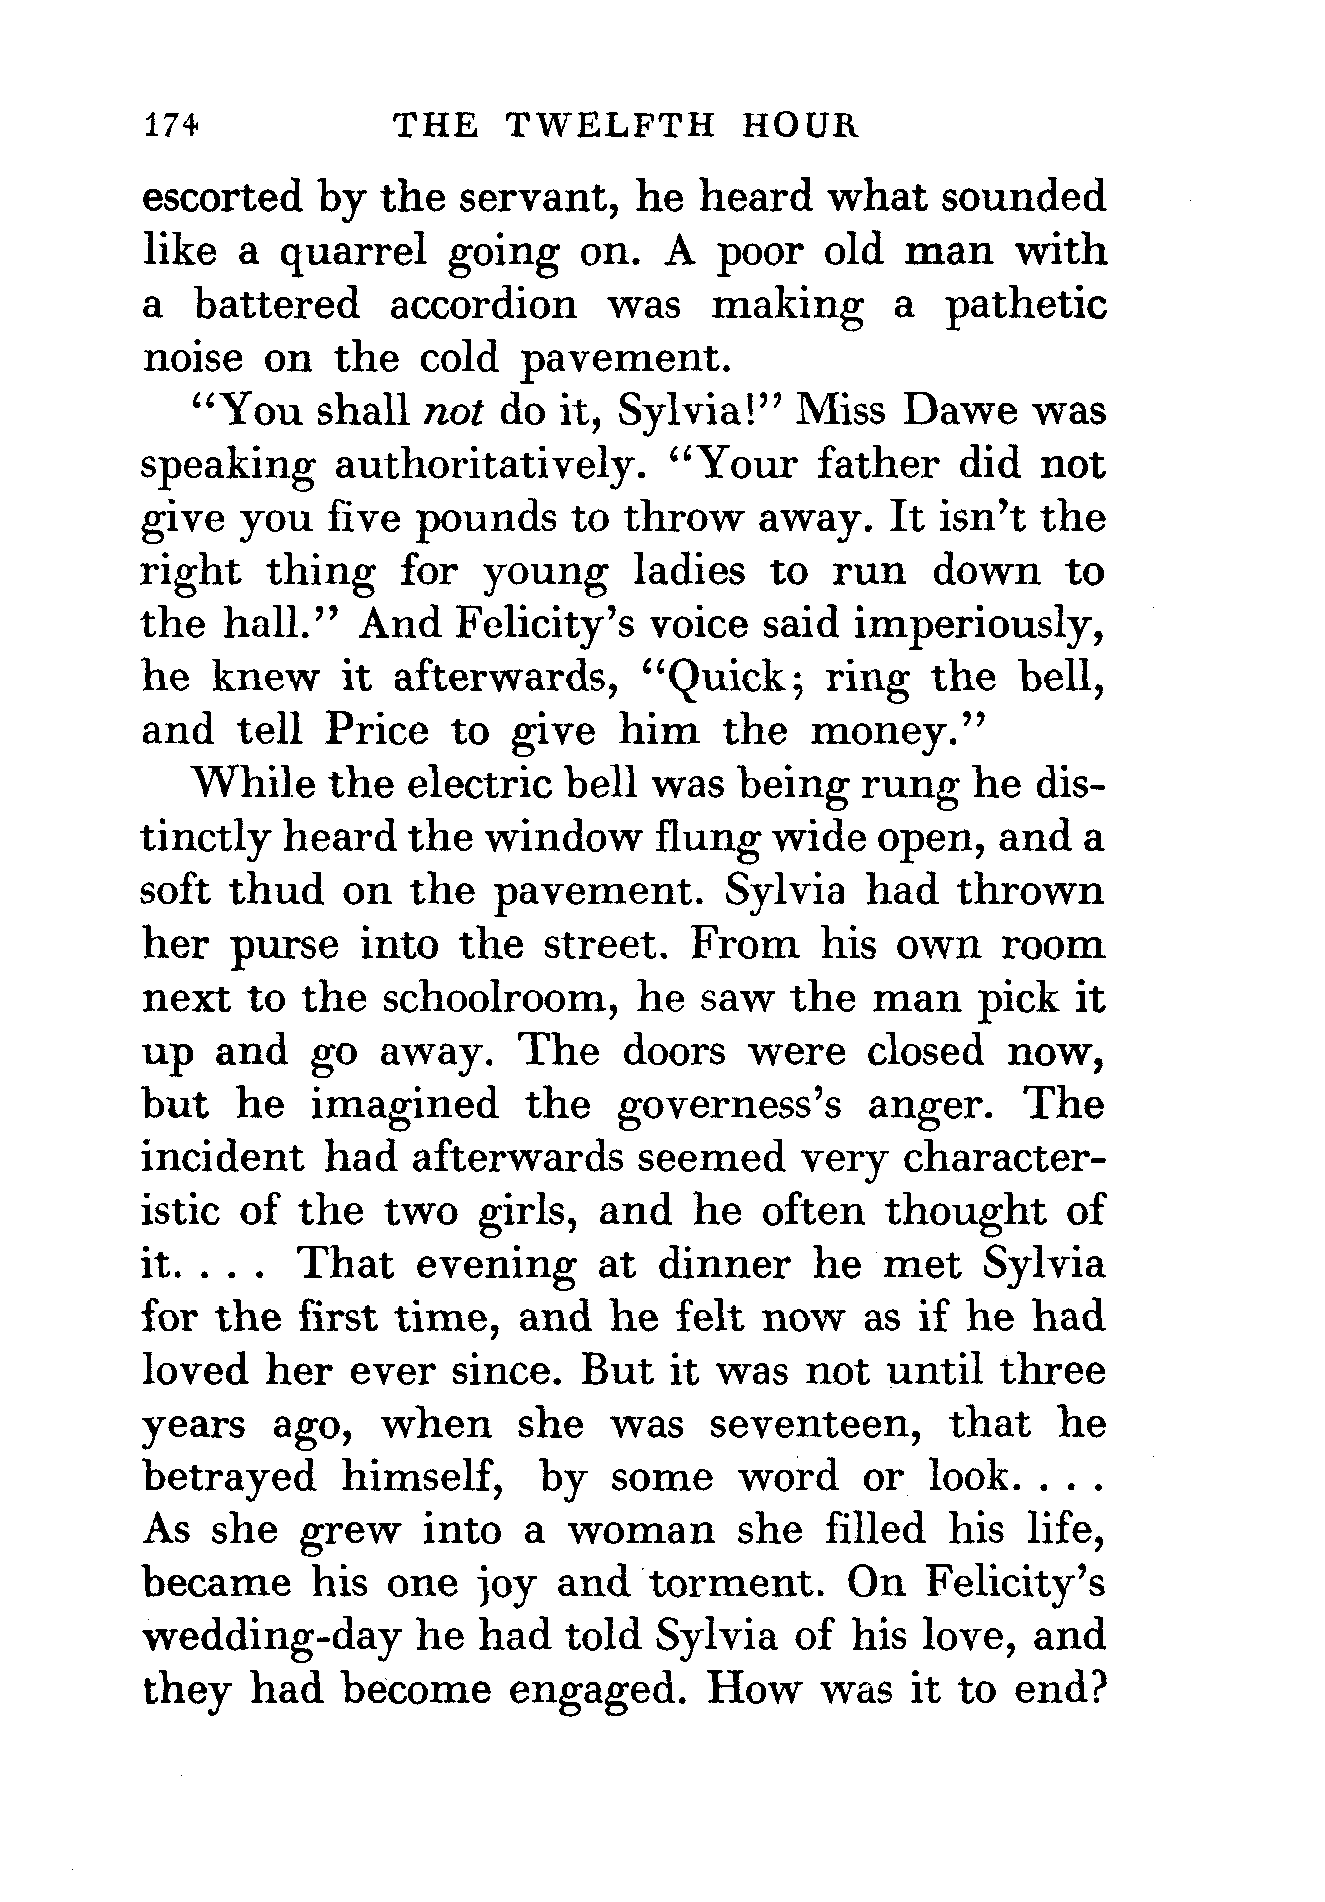 174 THE TWELFTH HOUR
escorted by the servant, he heard what sounded
like a quarrel going on. A poor old man with
a battered accordion was making a pathetic
noise on the cold pavement.
“You shall not do it, Sylvia!” Miss Dawe was
speaking authoritatively. “Your father did not
give you five pounds to throw away. It isn’t the
right thing for young ladies to run down to
the hall.” And Felicity’s voice said imperiously,
he knew it afterwards, “Quick; ring the bell,
and tell Price to give him the money.”
While the electric bell was being rung he dis-
tinctly heard the window flung wide open, and a
soft thud on the pavement. Sylvia had thrown
her purse into the street. From his own room
next to the schoolroom, he saw the man pick it
up and go away. The doors were closed now,
but he imagined the governess’s anger. The
incident had afterwards seemed very character-
istic of the two girls, and he often thought of
it. . . . That evening at dinner he met Sylvia
for the first time, and he felt now as if he had
loved her ever since. But it was not until three
years ago, when she was seventeen, that he
betrayed himself, by some word or look. . . .
As she grew into a woman she filled his life,
became his one joy and torment. On Felicity’s
wedding-day he had told Sylvia of his love, and
they had become engaged. How was it to end?